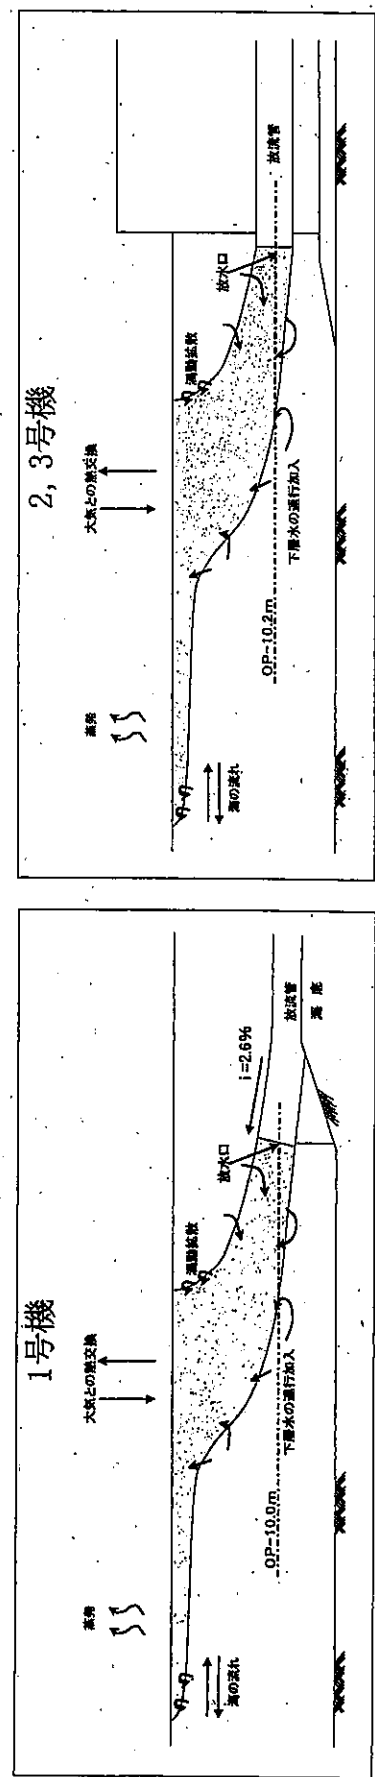 1号機
大気との熱交換
蒸発
渦動拡散
放水口
i=2.6%
放流管
海底
海の流れ
OP-10.0m
下層水の連行加入
2,3号機
大気との熱交換
蒸発
渦動拡散
放水口
放流管
海の流れ
OP-10.2m
下層水の連行加入